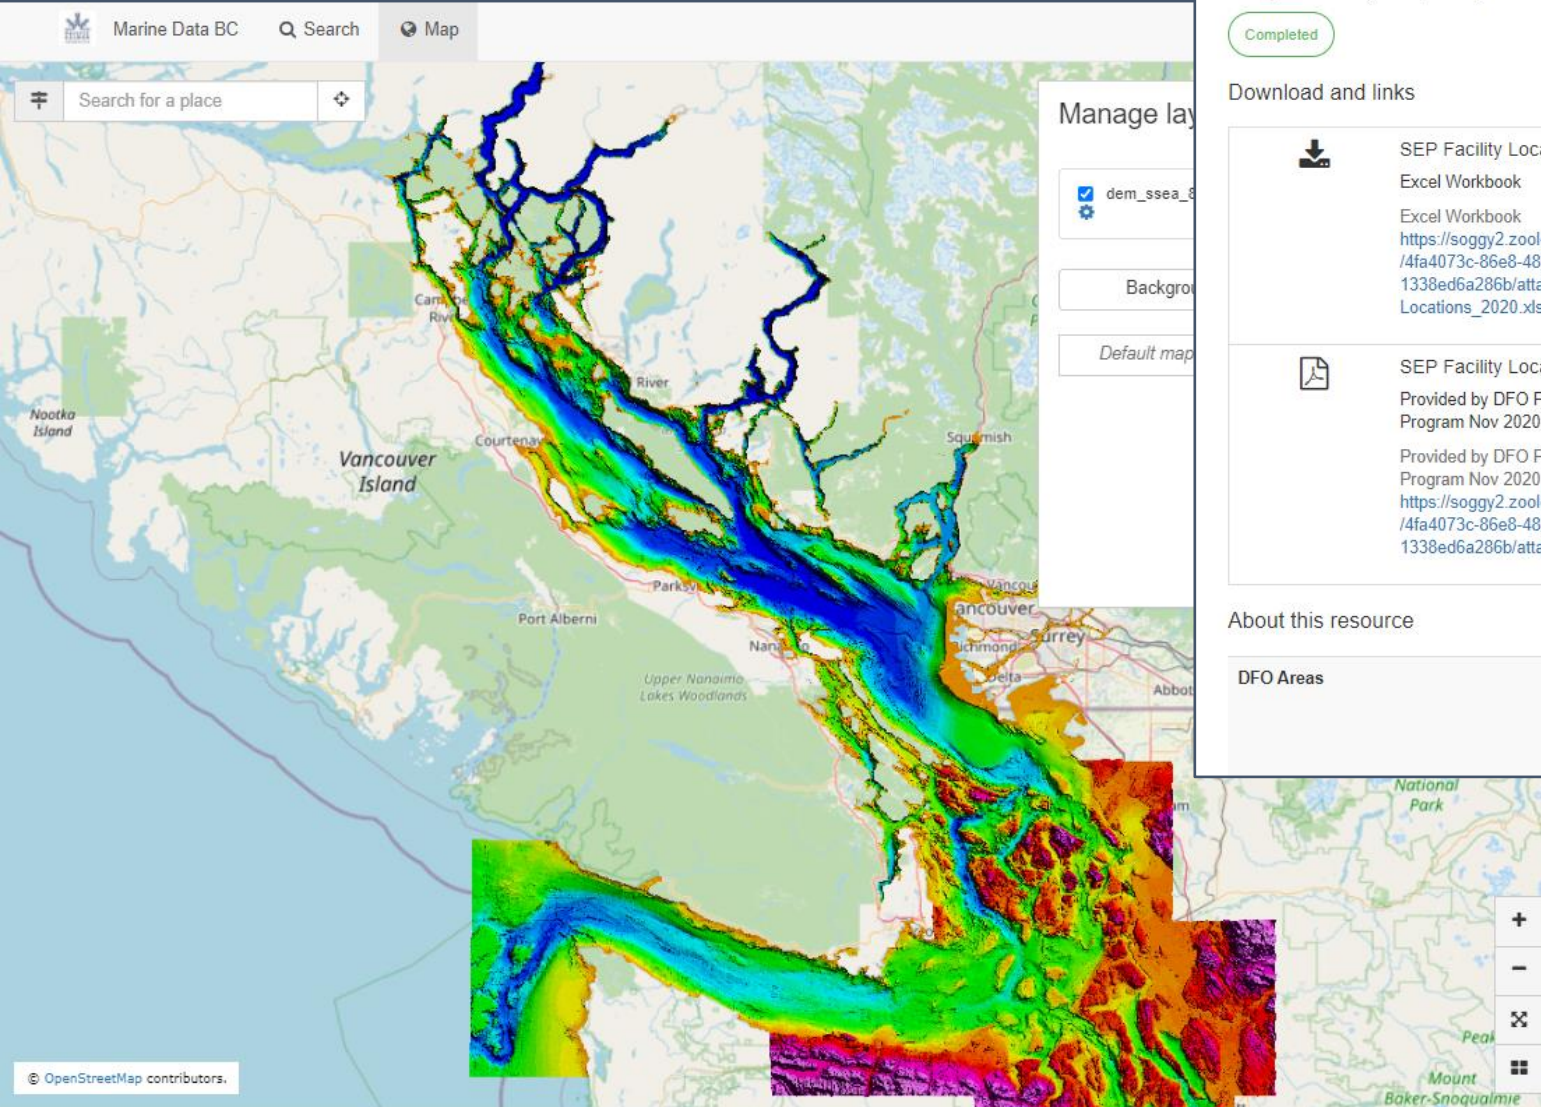 Marine Data BC
Search
Map
Search for a place
Manage lay
dem_ssea_8
Backgrou
Default map
Completed
Download and links
SEP Facility Loca
Excel Workbook
Excel Workbook
https://soggy2.zool
/4fa4073c-86e8-48
1338ed6a286b/atta
Locations_2020.xls
SEP Facility Loca
Provided by DFO P
Program Nov 2020
Provided by DFO P
Program Nov 2020
https://soggy2.zool
/4fa4073c-86e8-48
1338ed6a286b/atta
About this resource
DFO Areas
River
Nootka
Island
Courtenay
Squamish
Vancouver
Island
Port Alberni
Upper Nanaimo
Lakes Woodlands
ancouver
Surrey
Delta
Abbot
National
Park
Peak
Mount
Baker-Snoqualmie
© OpenStreetMap contributors.